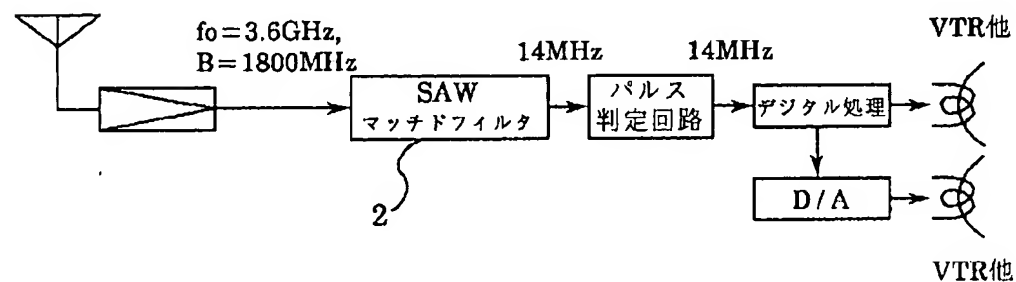 fo=3.6GHz,
B=1800MHz
SAW
マッチドフィルタ
2
14MHz
パルス
判定回路
14MHz
デジタル処理
VTR他
D/A
VTR他